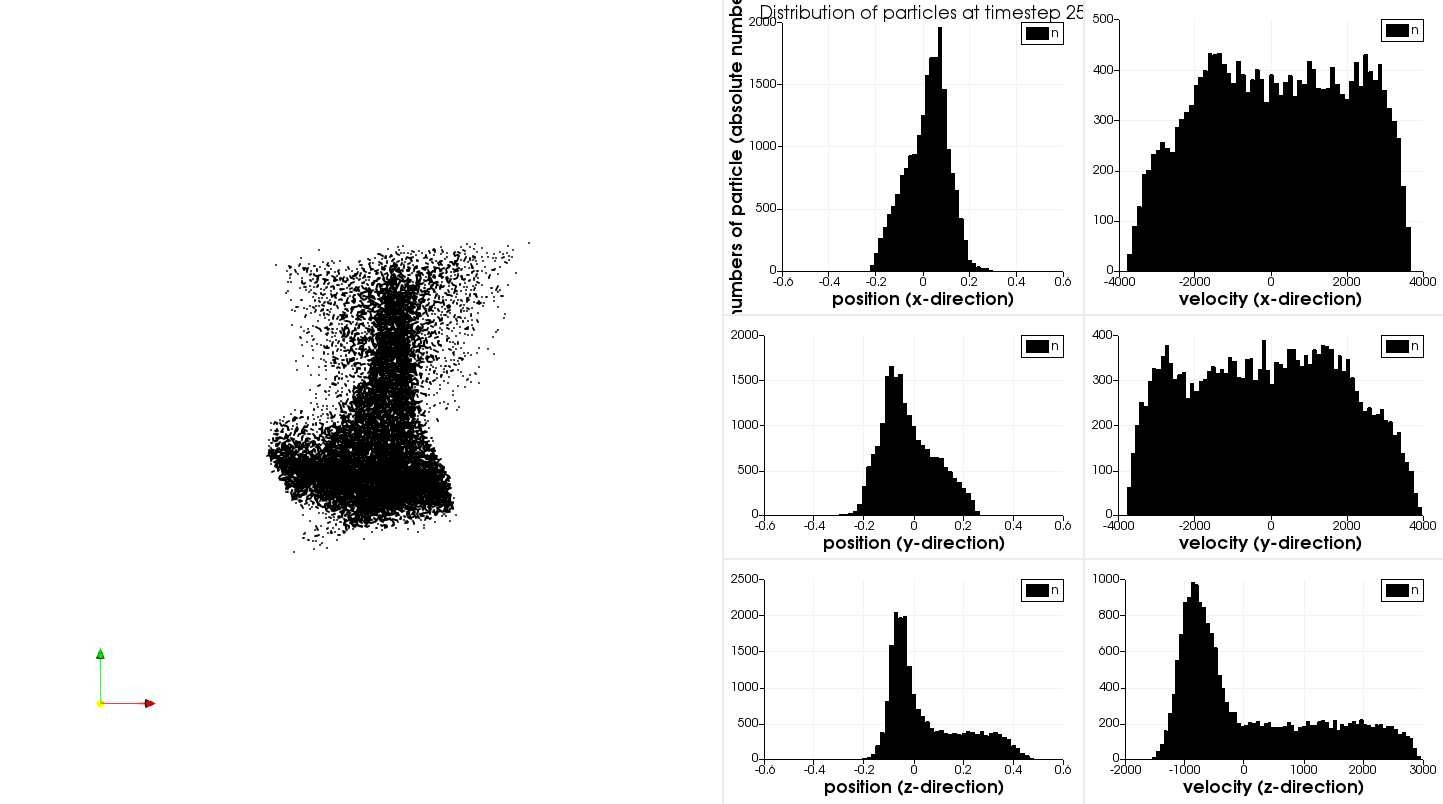 Distribution of particles at timestep 25
numbers of particle (absolute numbe
2000
1500
1000
500
0
-0.6 -0.4 -0.2 0 0.2 0.4 0.6
position (x-direction)
n
500
400
300
200
100
0
-4000 -2000 0 2000 4000
velocity (x-direction)
n
2000
1500
1000
500
0
-0.6 -0.4 -0.2 0 0.2 0.4 0.6
position (y-direction)
n
400
300
200
100
0
-4000 -2000 0 2000 4000
velocity (y-direction)
n
2500
2000
1500
1000
500
0
-0.6 -0.4 -0.2 0 0.2 0.4 0.6
position (z-direction)
n
1000
800
600
400
200
0
-2000 -1000 0 1000 2000 3000
velocity (z-direction)
n